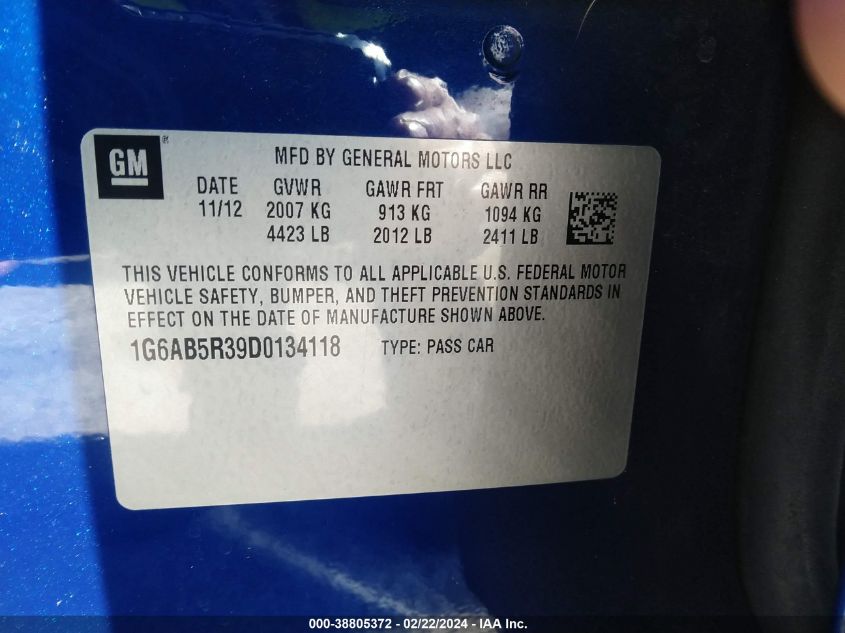 GM®
MFD BY GENERAL MOTORS LLC
DATE GVWR GAWR FRT GAWR RR
11/12 2007 KG 913 KG 1094 KG
4423 LB 2012 LB 2411 LB
THIS VEHICLE CONFORMS TO ALL APPLICABLE U.S. FEDERAL MOTOR
VEHICLE SAFETY, BUMPER, AND THEFT PREVENTION STANDARDS IN
EFFECT ON THE DATE OF MANUFACTURE SHOWN ABOVE.
1G6AB5R39D0134118 TYPE: PASS CAR
000-38805372 - 02/22/2024 - IAA Inc.